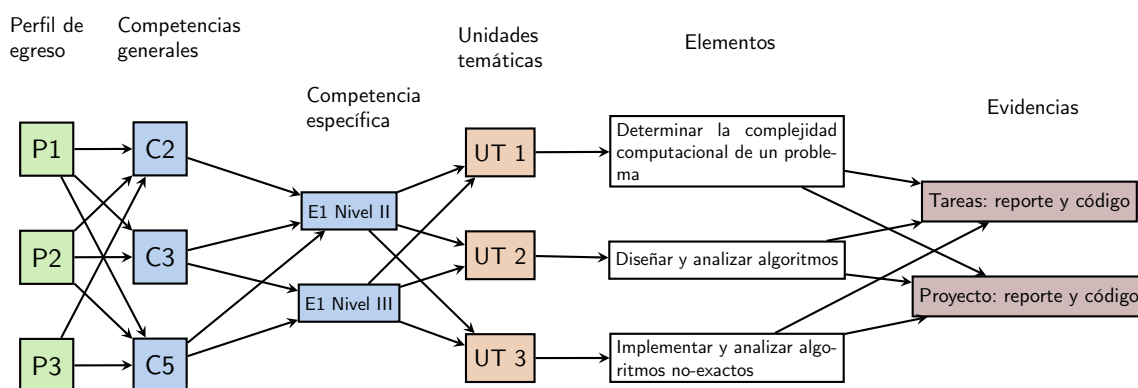 Perfil de
egreso
Competencias
generales
Competencia
específica
Unidades
temáticas
Elementos
Evidencias
P1
P2
P3
C2
C3
C5
E1 Nivel II
E1 Nivel III
UT 1
UT 2
UT 3
Determinar la complejidad
computacional de un proble-
ma
Diseñar y analizar algoritmos
Implementar y analizar algo-
ritmos no-exactos
Tareas: reporte y código
Proyecto: reporte y código